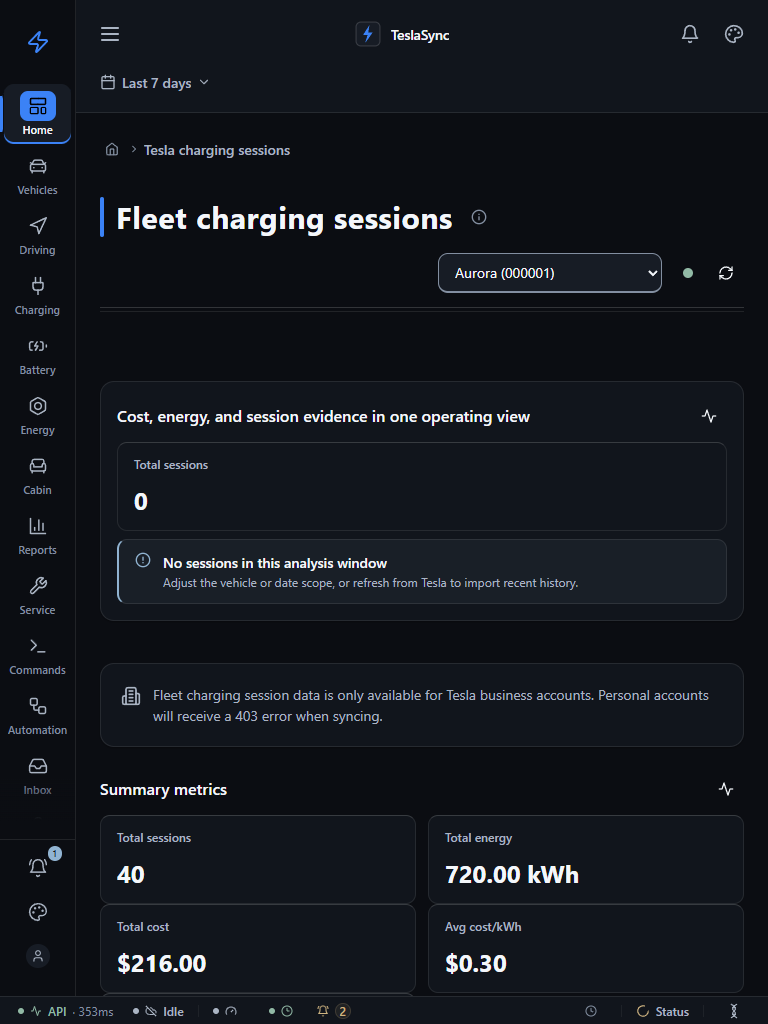 TeslaSync
Last 7 days
Home
Vehicles
Driving
Charging
Battery
Energy
Cabin
Reports
Service
Commands
Automation
Inbox
1
Tesla charging sessions
Fleet charging sessions
Aurora (000001)
Cost, energy, and session evidence in one operating view
Total sessions
0
No sessions in this analysis window
Adjust the vehicle or date scope, or refresh from Tesla to import recent history.
Fleet charging session data is only available for Tesla business accounts. Personal accounts
will receive a 403 error when syncing.
Summary metrics
Total sessions
40
Total energy
720.00 kWh
Total cost
$216.00
Avg cost/kWh
$0.30
API · 353ms
Idle
2
Status